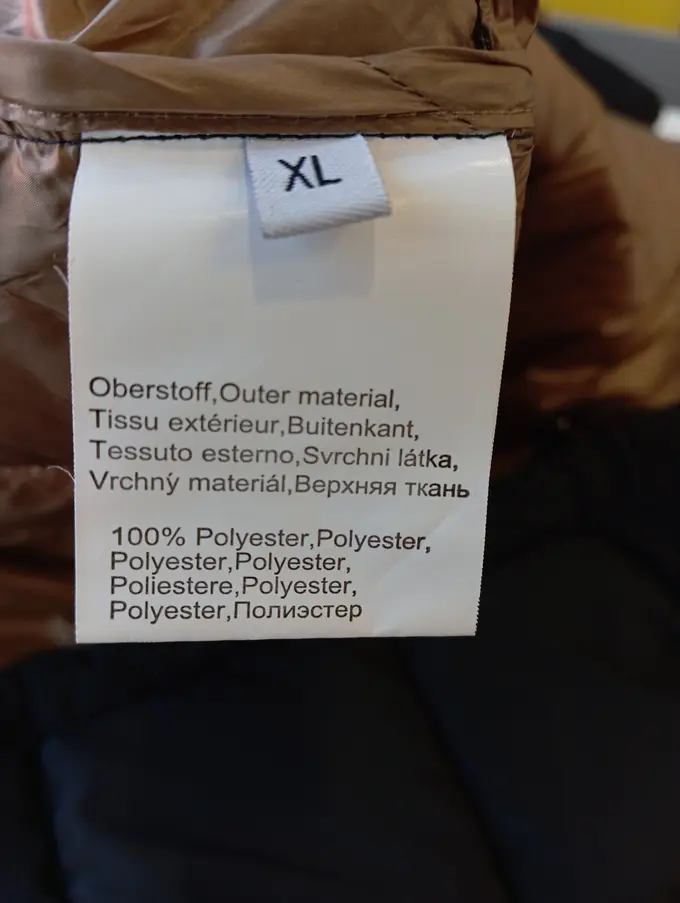 XL
Oberstoff,Outer material,
Tissu extérieur,Buitenkant,
Tessuto esterno,Svrchni látka,
Vrchný materiál,Верхняя ткань
100% Polyester,Polyester,
Polyester,Polyester,
Poliestere,Polyester,
Polyester,Полиэстер